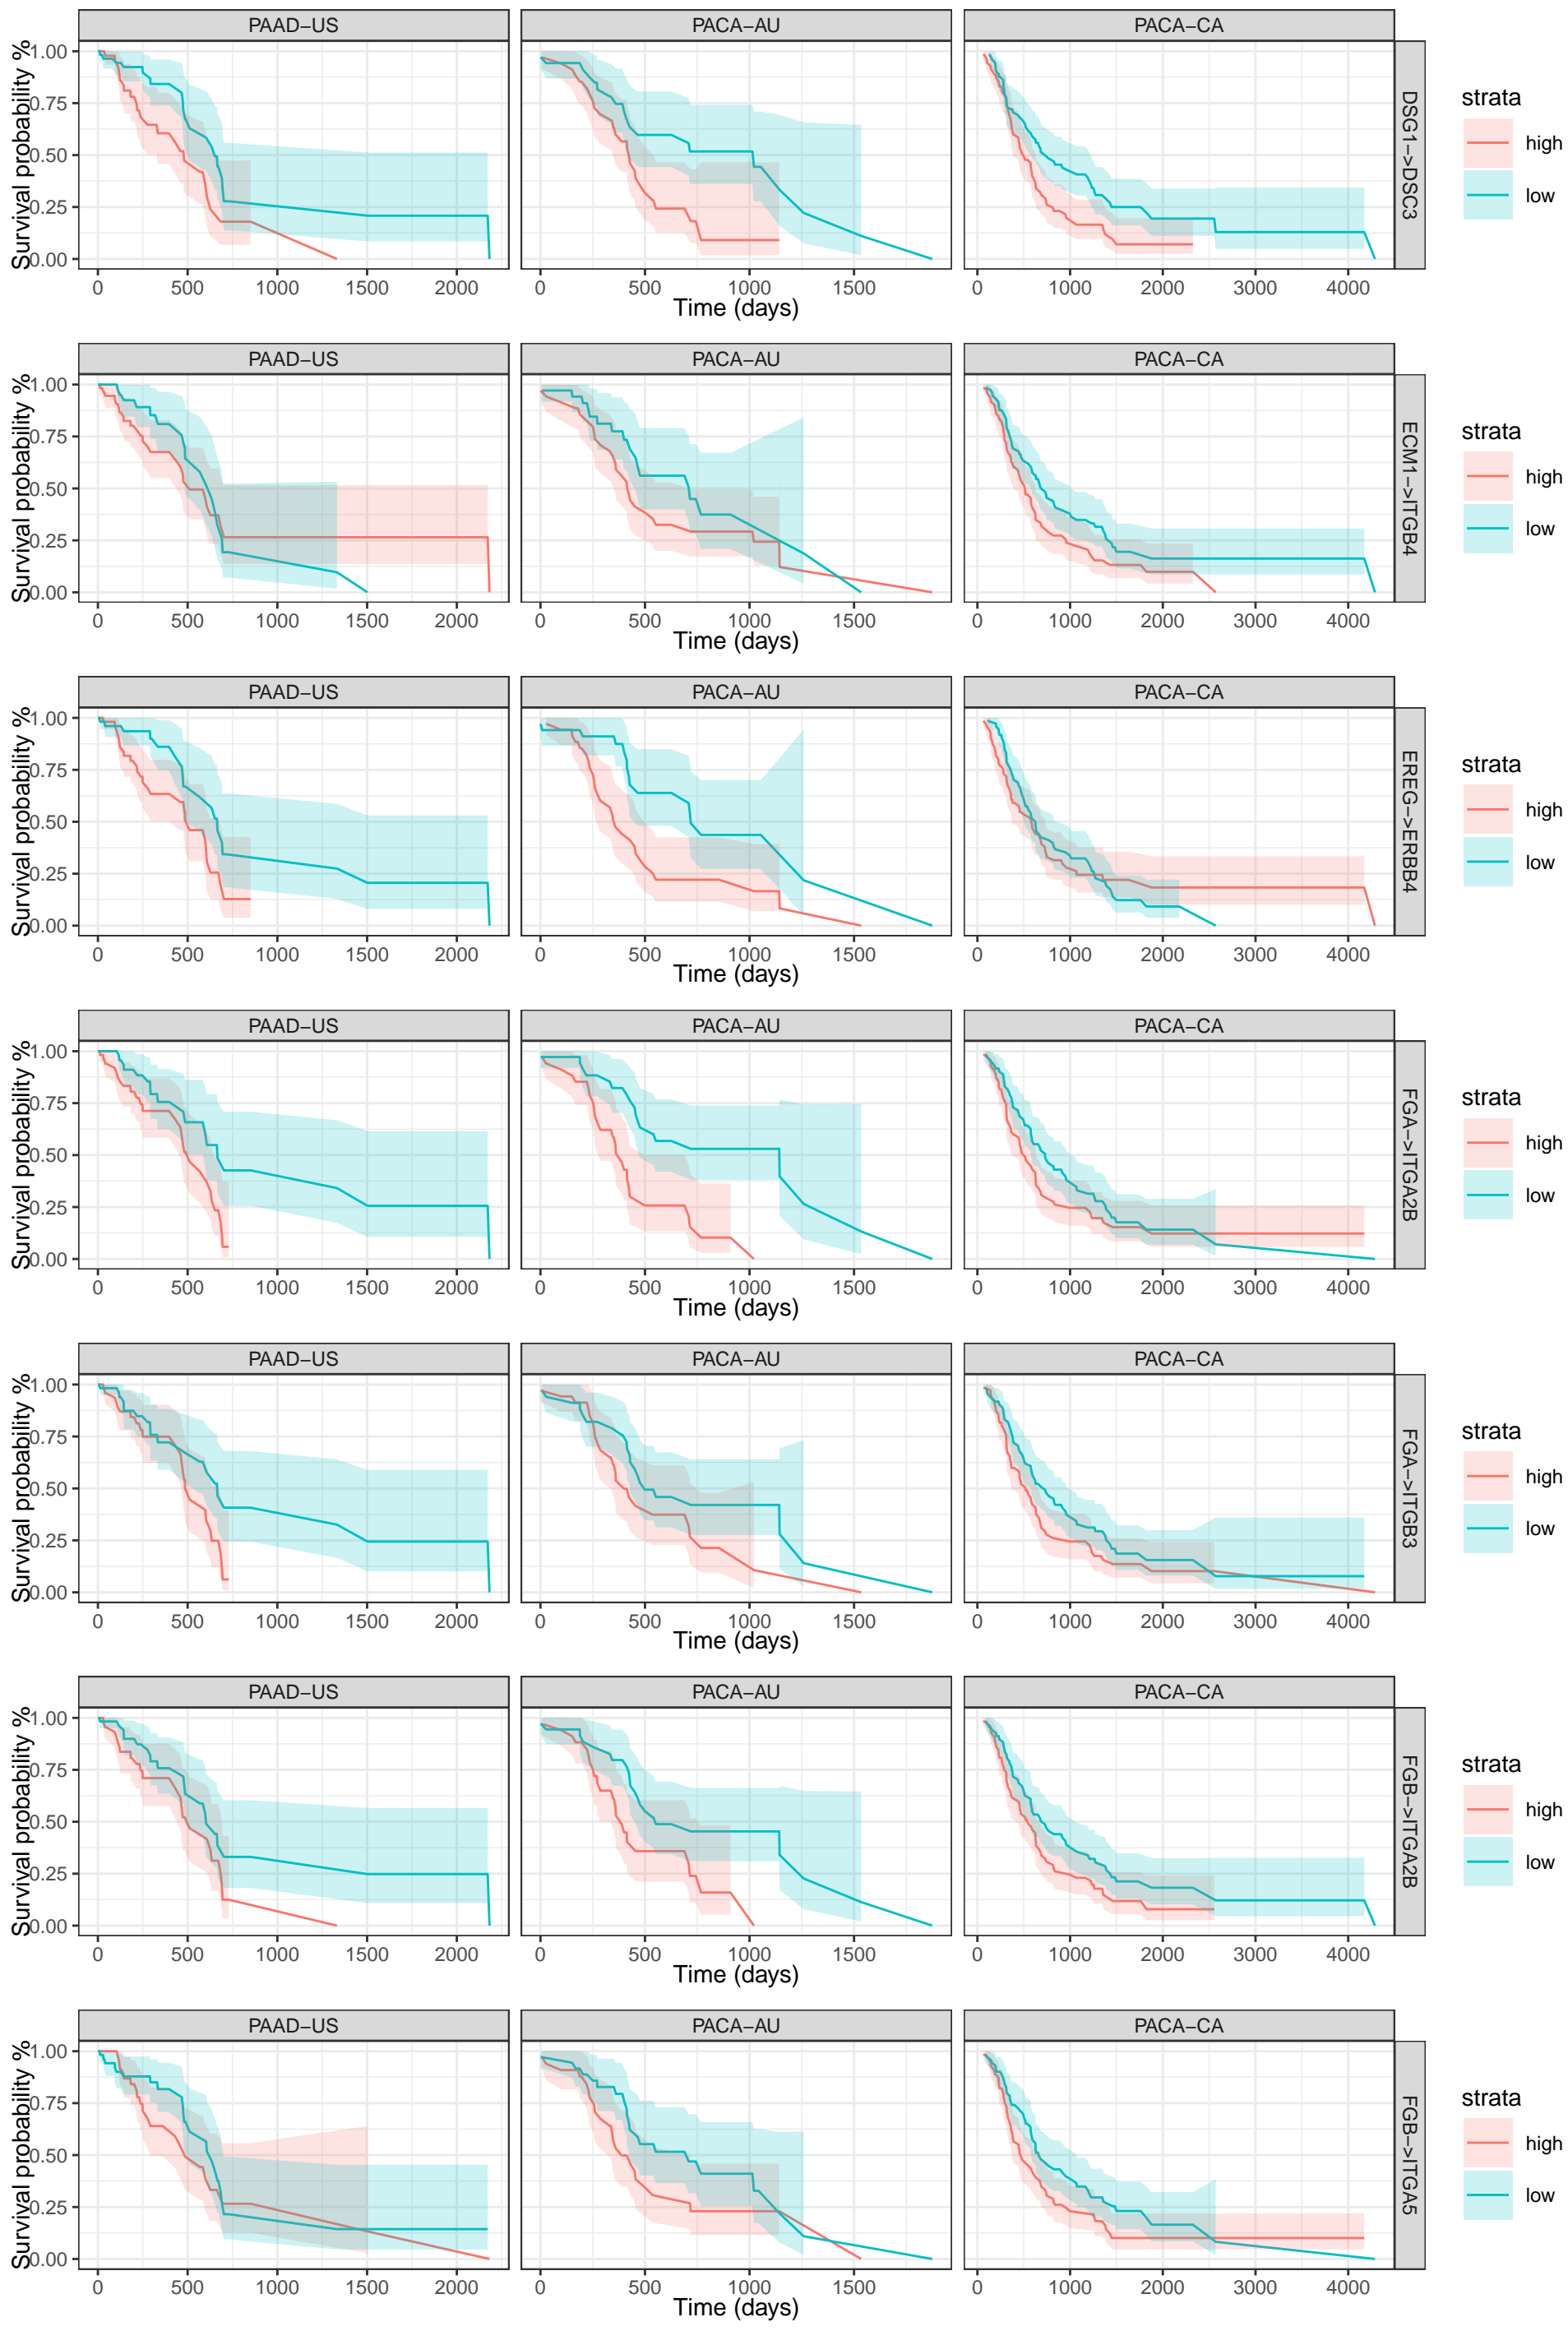 PAAD−US PACA−AU PACA−CA
Survival probability %
1.00
0.75
0.50
0.25
0.00
DSG1−>DSC3
strata
high
low
0 500 1000 1500 2000 0 500 1000 1500 0 1000 2000 3000 4000
Time (days)
PAAD−US PACA−AU PACA−CA
Survival probability %
1.00
0.75
0.50
0.25
0.00
ECM1−>ITGB4
strata
high
low
0 500 1000 1500 2000 0 500 1000 1500 0 1000 2000 3000 4000
Time (days)
PAAD−US PACA−AU PACA−CA
Survival probability %
1.00
0.75
0.50
0.25
0.00
EREG−>ERBB4
strata
high
low
0 500 1000 1500 2000 0 500 1000 1500 0 1000 2000 3000 4000
Time (days)
PAAD−US PACA−AU PACA−CA
Survival probability %
1.00
0.75
0.50
0.25
0.00
FGA−>ITGA2B
strata
high
low
0 500 1000 1500 2000 0 500 1000 1500 0 1000 2000 3000 4000
Time (days)
PAAD−US PACA−AU PACA−CA
Survival probability %
1.00
0.75
0.50
0.25
0.00
FGA−>ITGB3
strata
high
low
0 500 1000 1500 2000 0 500 1000 1500 0 1000 2000 3000 4000
Time (days)
PAAD−US PACA−AU PACA−CA
Survival probability %
1.00
0.75
0.50
0.25
0.00
FGB−>ITGA2B
strata
high
low
0 500 1000 1500 2000 0 500 1000 1500 0 1000 2000 3000 4000
Time (days)
PAAD−US PACA−AU PACA−CA
Survival probability %
1.00
0.75
0.50
0.25
0.00
FGB−>ITGA5
strata
high
low
0 500 1000 1500 2000 0 500 1000 1500 0 1000 2000 3000 4000
Time (days)